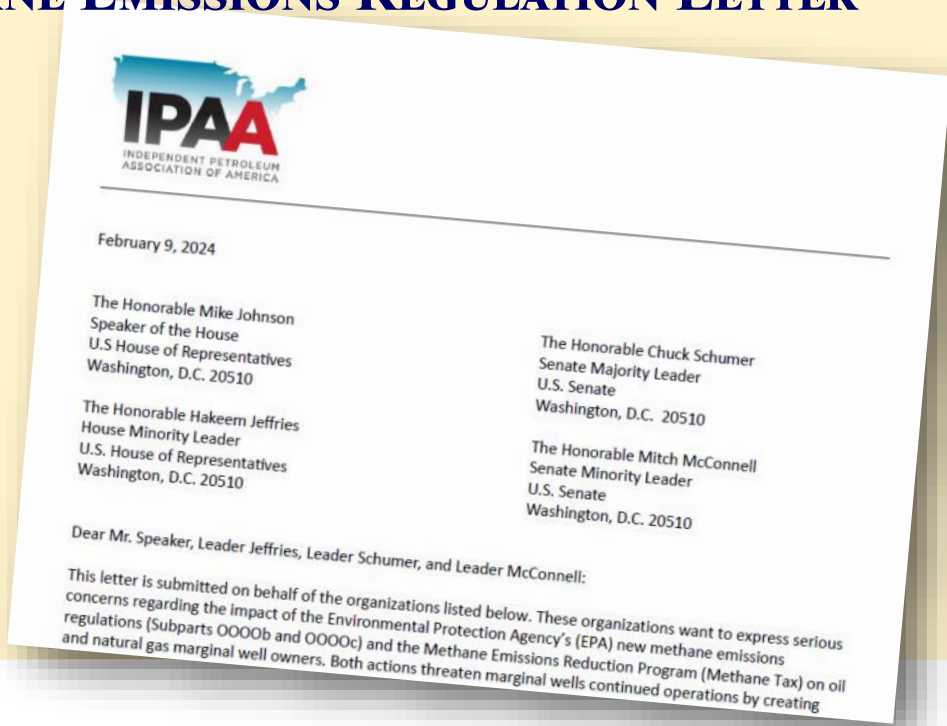 NE EMISSIONS REGULATION LETTER
IPAA
INDEPENDENT PETROLEUM
ASSOCIATION OF AMERICA
February 9, 2024
The Honorable Mike Johnson
Speaker of the House
U.S House of Representatives
Washington, D.C. 20510
The Honorable Hakeem Jeffries
House Minority Leader
U.S. House of Representatives
Washington, D.C. 20510
The Honorable Chuck Schumer
Senate Majority Leader
U.S. Senate
Washington, D.C. 20510
The Honorable Mitch McConnell
Senate Minority Leader
U.S. Senate
Washington, D.C. 20510
Dear Mr. Speaker, Leader Jeffries, Leader Schumer, and Leader McConnell:
This letter is submitted on behalf of the organizations listed below. These organizations want to express serious
concerns regarding the impact of the Environmental Protection Agency's (EPA) new methane emissions
regulations (Subparts OOOOb and OOOOc) and the Methane Emissions Reduction Program (Methane Tax) on oil
and natural gas marginal well owners. Both actions threaten marginal wells continued operations by creating